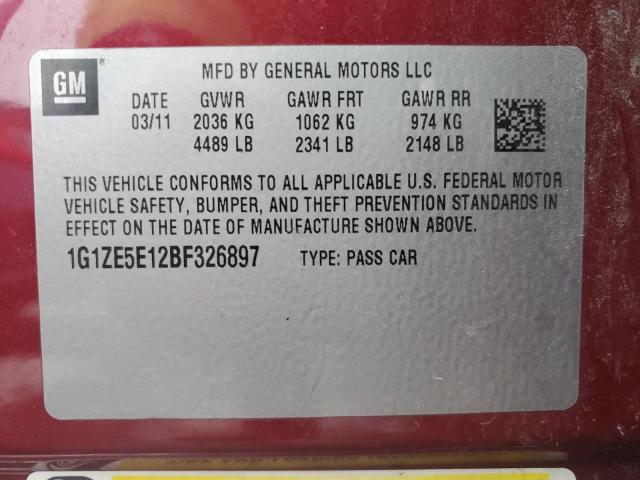 GM
®
MFD BY GENERAL MOTORS LLC
DATE GVWR GAWR FRT GAWR RR
03/11 2036 KG 1062 KG 974 KG
4489 LB 2341 LB 2148 LB
THIS VEHICLE CONFORMS TO ALL APPLICABLE U.S. FEDERAL MOTOR
VEHICLE SAFETY, BUMPER, AND THEFT PREVENTION STANDARDS IN
EFFECT ON THE DATE OF MANUFACTURE SHOWN ABOVE.
1G1ZE5E12BF326897 TYPE: PASS CAR